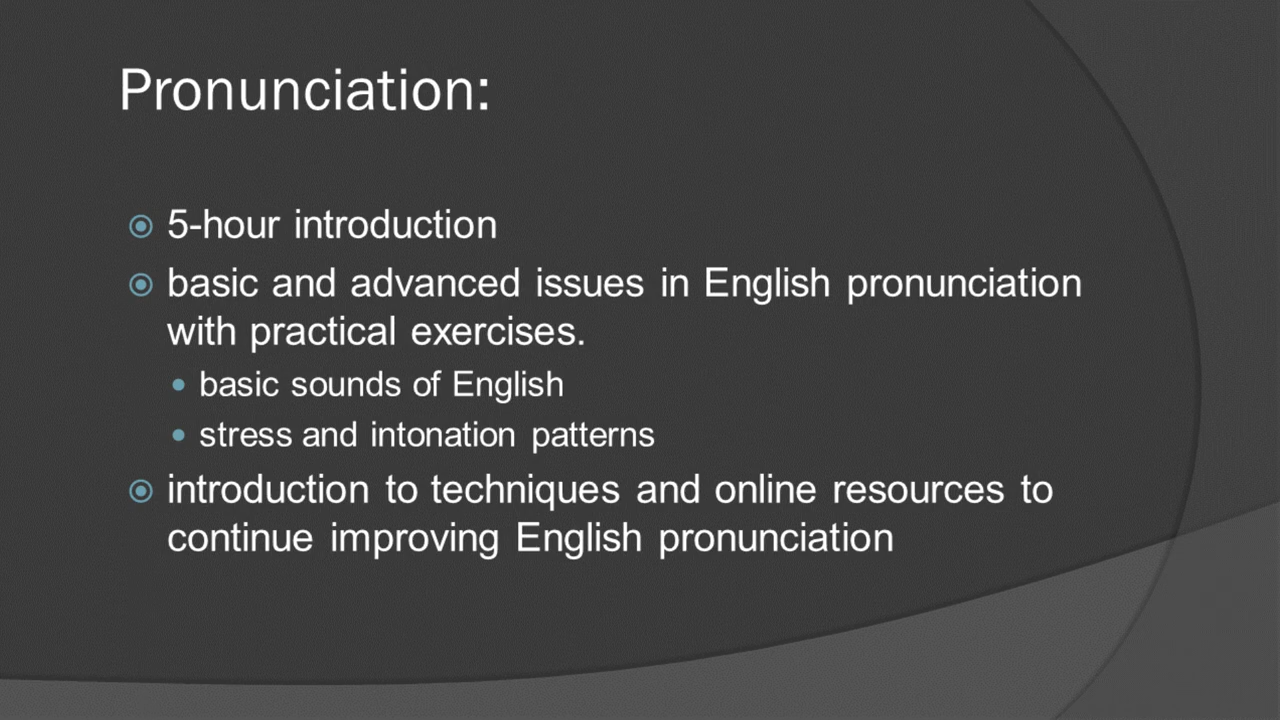 Pronunciation:
5-hour introduction
basic and advanced issues in English pronunciation
with practical exercises.
basic sounds of English
stress and intonation patterns
introduction to techniques and online resources to
continue improving English pronunciation